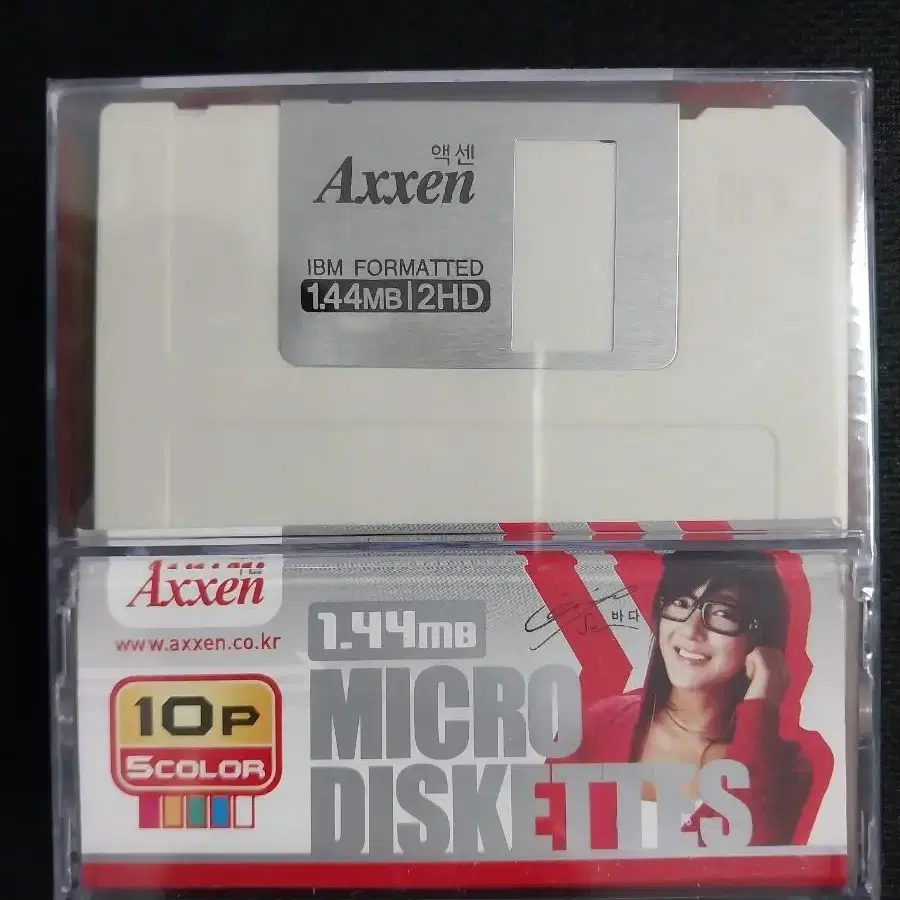 액센
Axxen
IBM FORMATTED
1.44MB|2HD
Axxen
www.axxen.co.kr
10P
5COLOR
1.44MB
MICRO
DISKETTES
바다